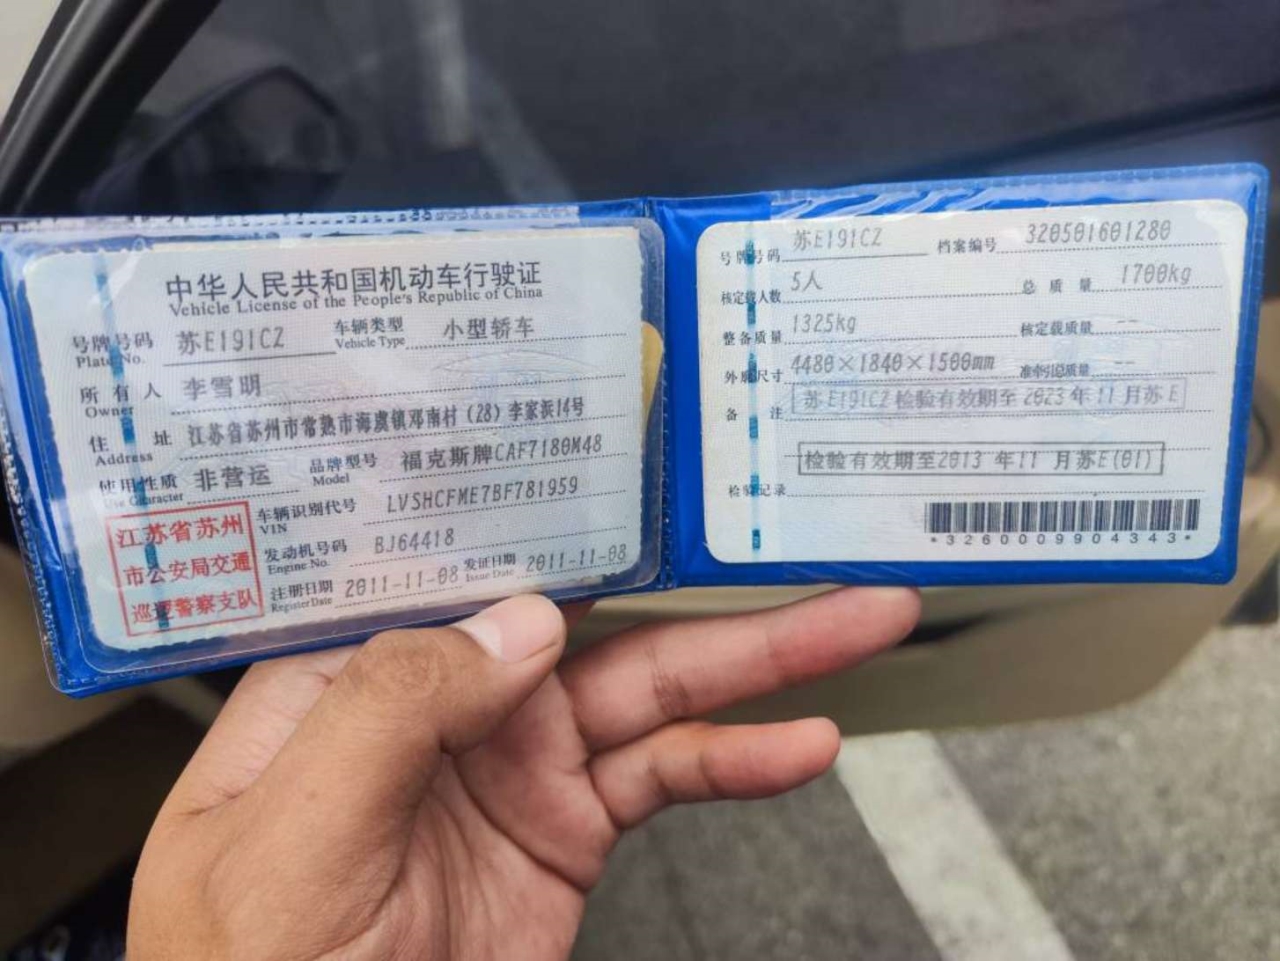 中华人民共和国机动车行驶证
Vehicle License of the People's Republic of China
号牌号码 苏E191CZ 车辆类型 小型轿车
Plate No. Vehicle Type
所有人 李雪明
Owner
住址 江苏省苏州市常熟市海虞镇邓南村(28)李家浜14号
Address
使用性质 非营运 品牌型号 福克斯牌CAF7180M48
Use Character Model
江苏省苏州
市公安局交通
巡逻警察支队
车辆识别代号 LVSHCFME7BF781959
VIN
发动机号码 BJ64418
Engine No.
注册日期 2011-11-08 发证日期 2011-11-08
Register Date Issue Date
号牌号码 苏E191CZ 档案编号 320501601280
核定载人数 5人 总质量 1700kg
整备质量 1325kg 核定载质量 --
外廓尺寸 4480×1840×1500mm 准牵引总质量 --
备注 苏E191CZ 检验有效期至2023年11月苏E
检验有效期至2013年11月苏E(01)
检验记录
*3260009904343*